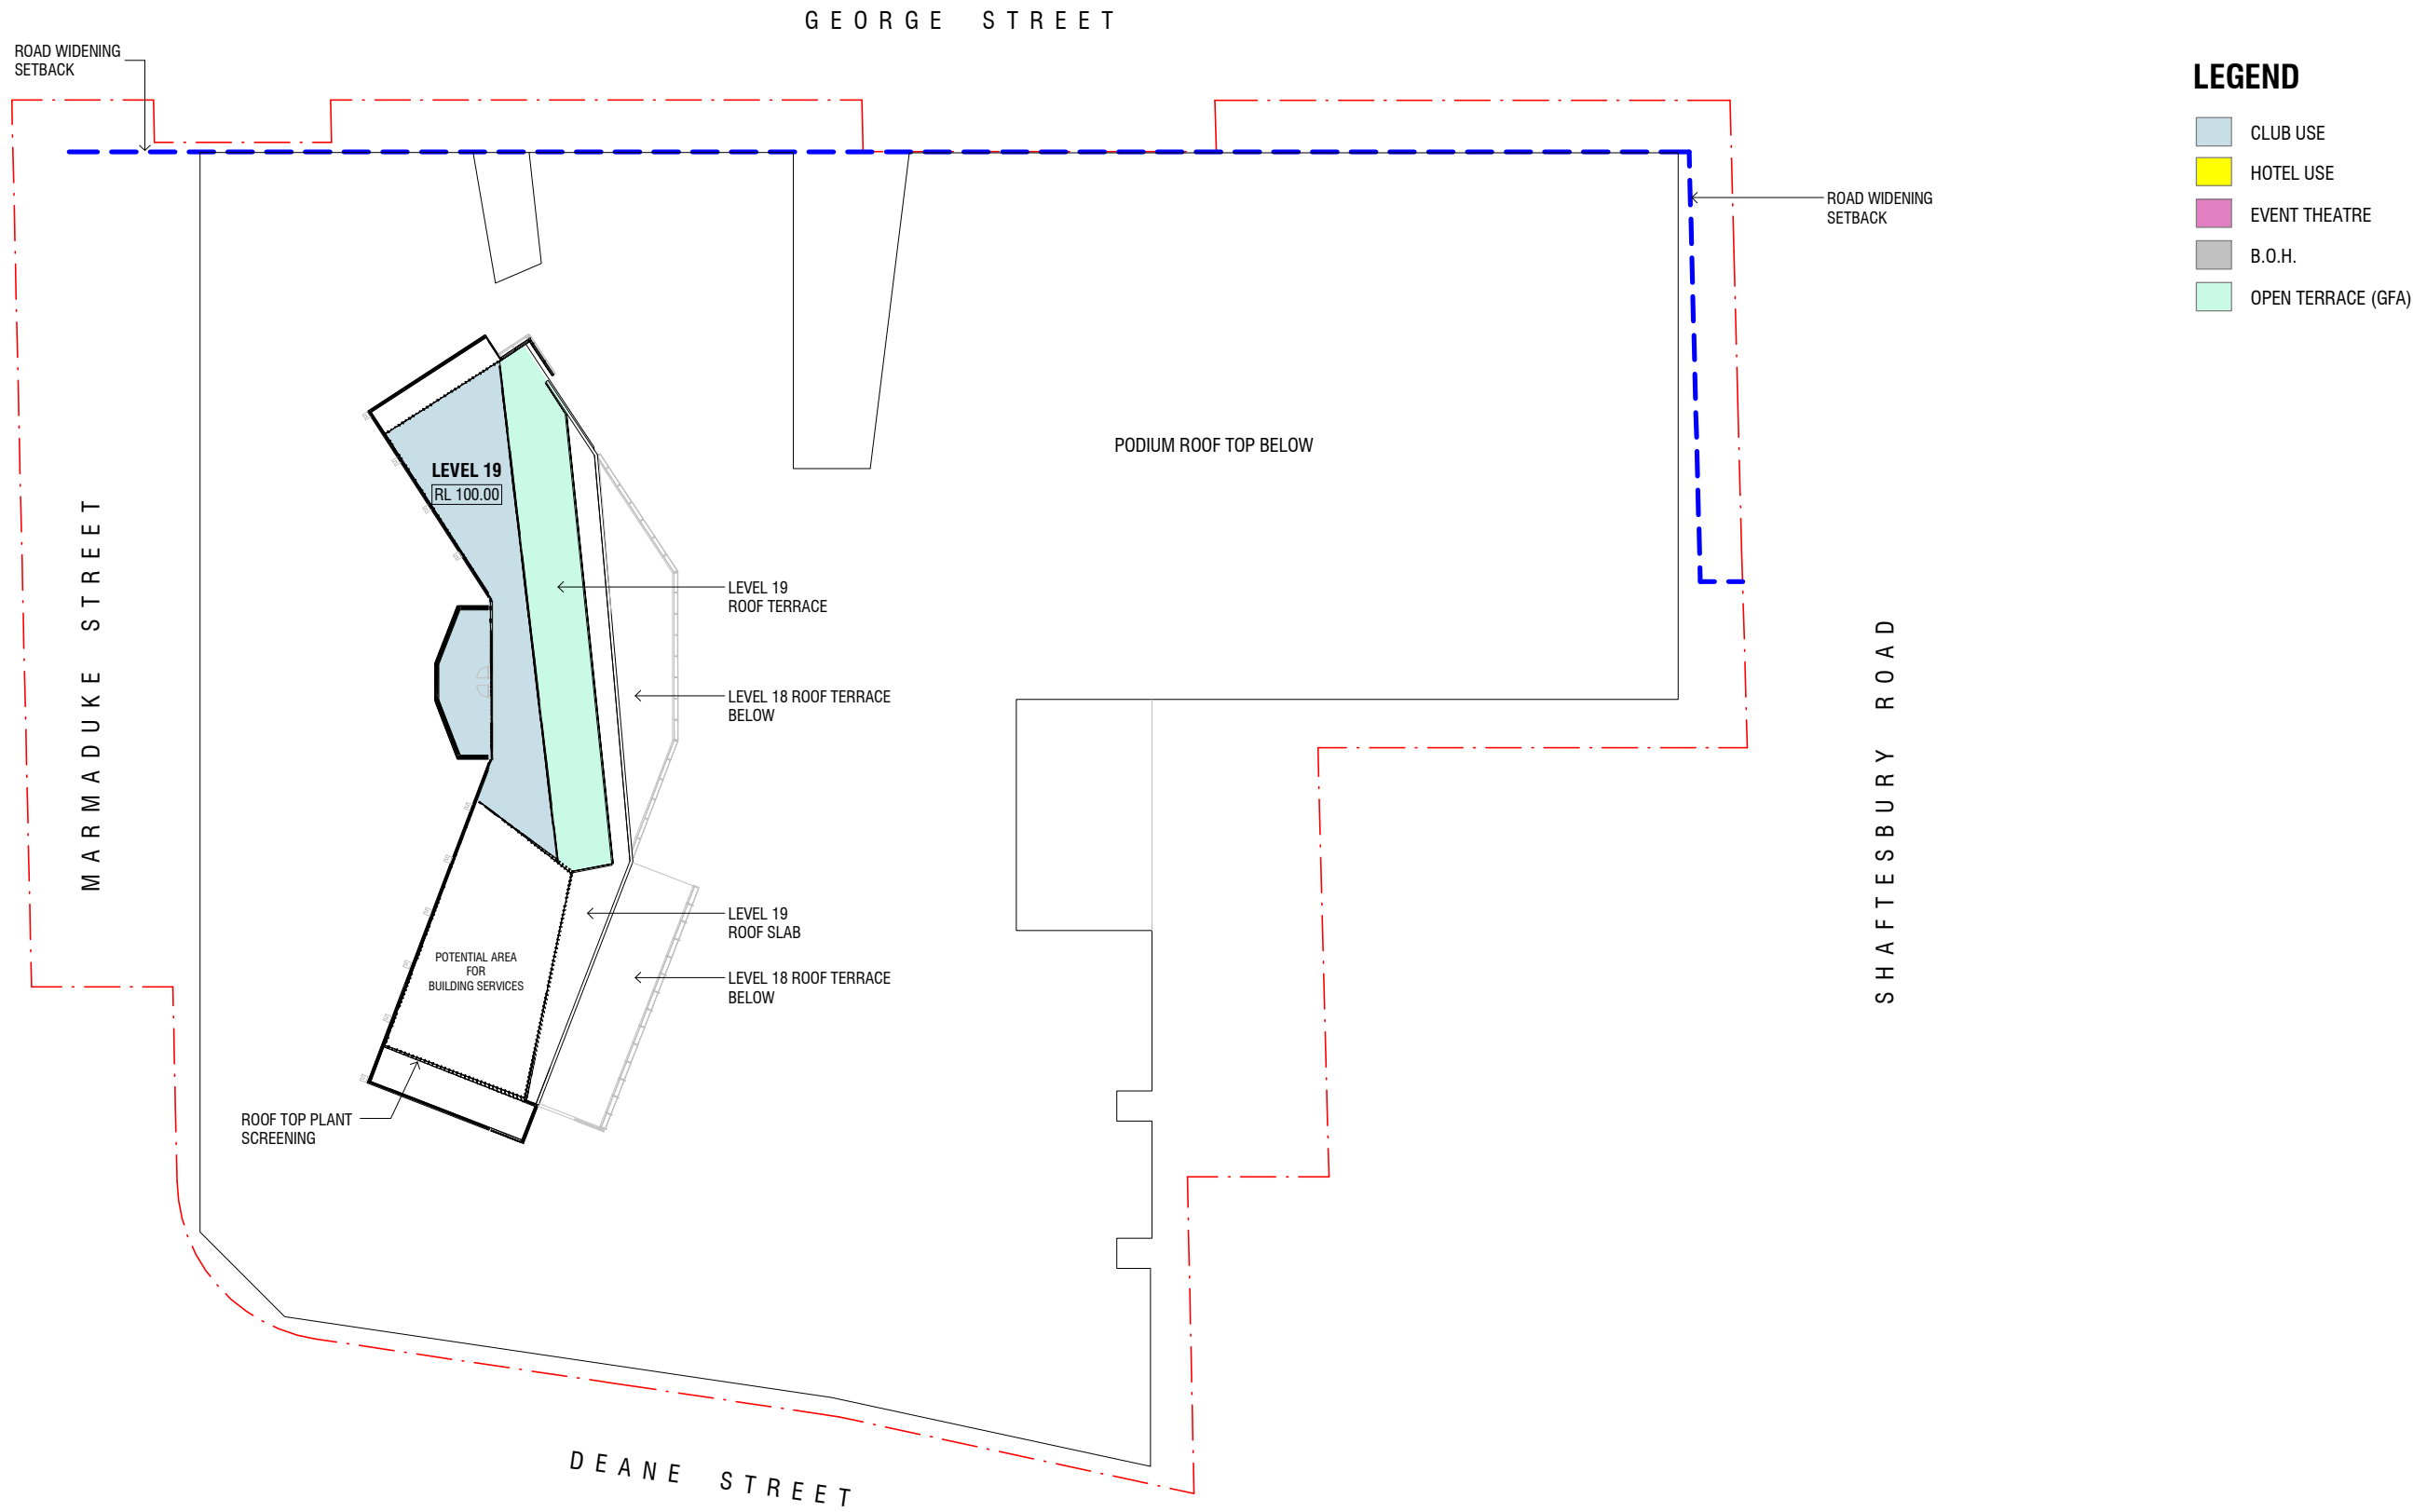 GEORGE STREET
ROAD WIDENING
SETBACK
LEGEND
CLUB USE
HOTEL USE
EVENT THEATRE
B.O.H.
OPEN TERRACE (GFA)
ROAD WIDENING
SETBACK
PODIUM ROOF TOP BELOW
LEVEL 19
RL 100.00
MARMADUKE STREET
LEVEL 19
ROOF TERRACE
SHAFTESBURY ROAD
LEVEL 18 ROOF TERRACE
BELOW
LEVEL 19
ROOF SLAB
POTENTIAL AREA
FOR
BUILDING SERVICES
LEVEL 18 ROOF TERRACE
BELOW
ROOF TOP PLANT
SCREENING
DEANE STREET